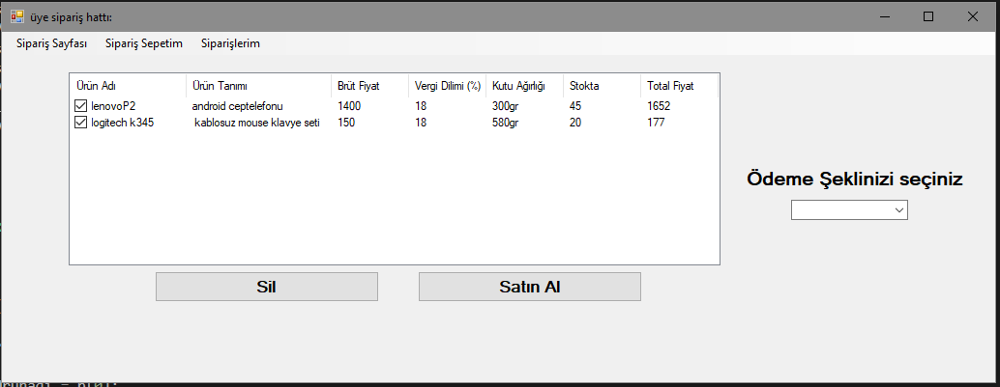 üye sipariş hattı:
Sipariş Sayfası Sipariş Sepetim Siparişlerim
Ürün Adı Ürün Tanımı Brüt Fiyat Vergi Dilimi (%) Kutu Ağırlığı Stokta Total Fiyat
lenovoP2 android ceptelefonu 1400 18 300gr 45 1652
logitech k345 kablosuz mouse klavye seti 150 18 580gr 20 177
Ödeme Şeklinizi seçiniz
Sil Satın Al